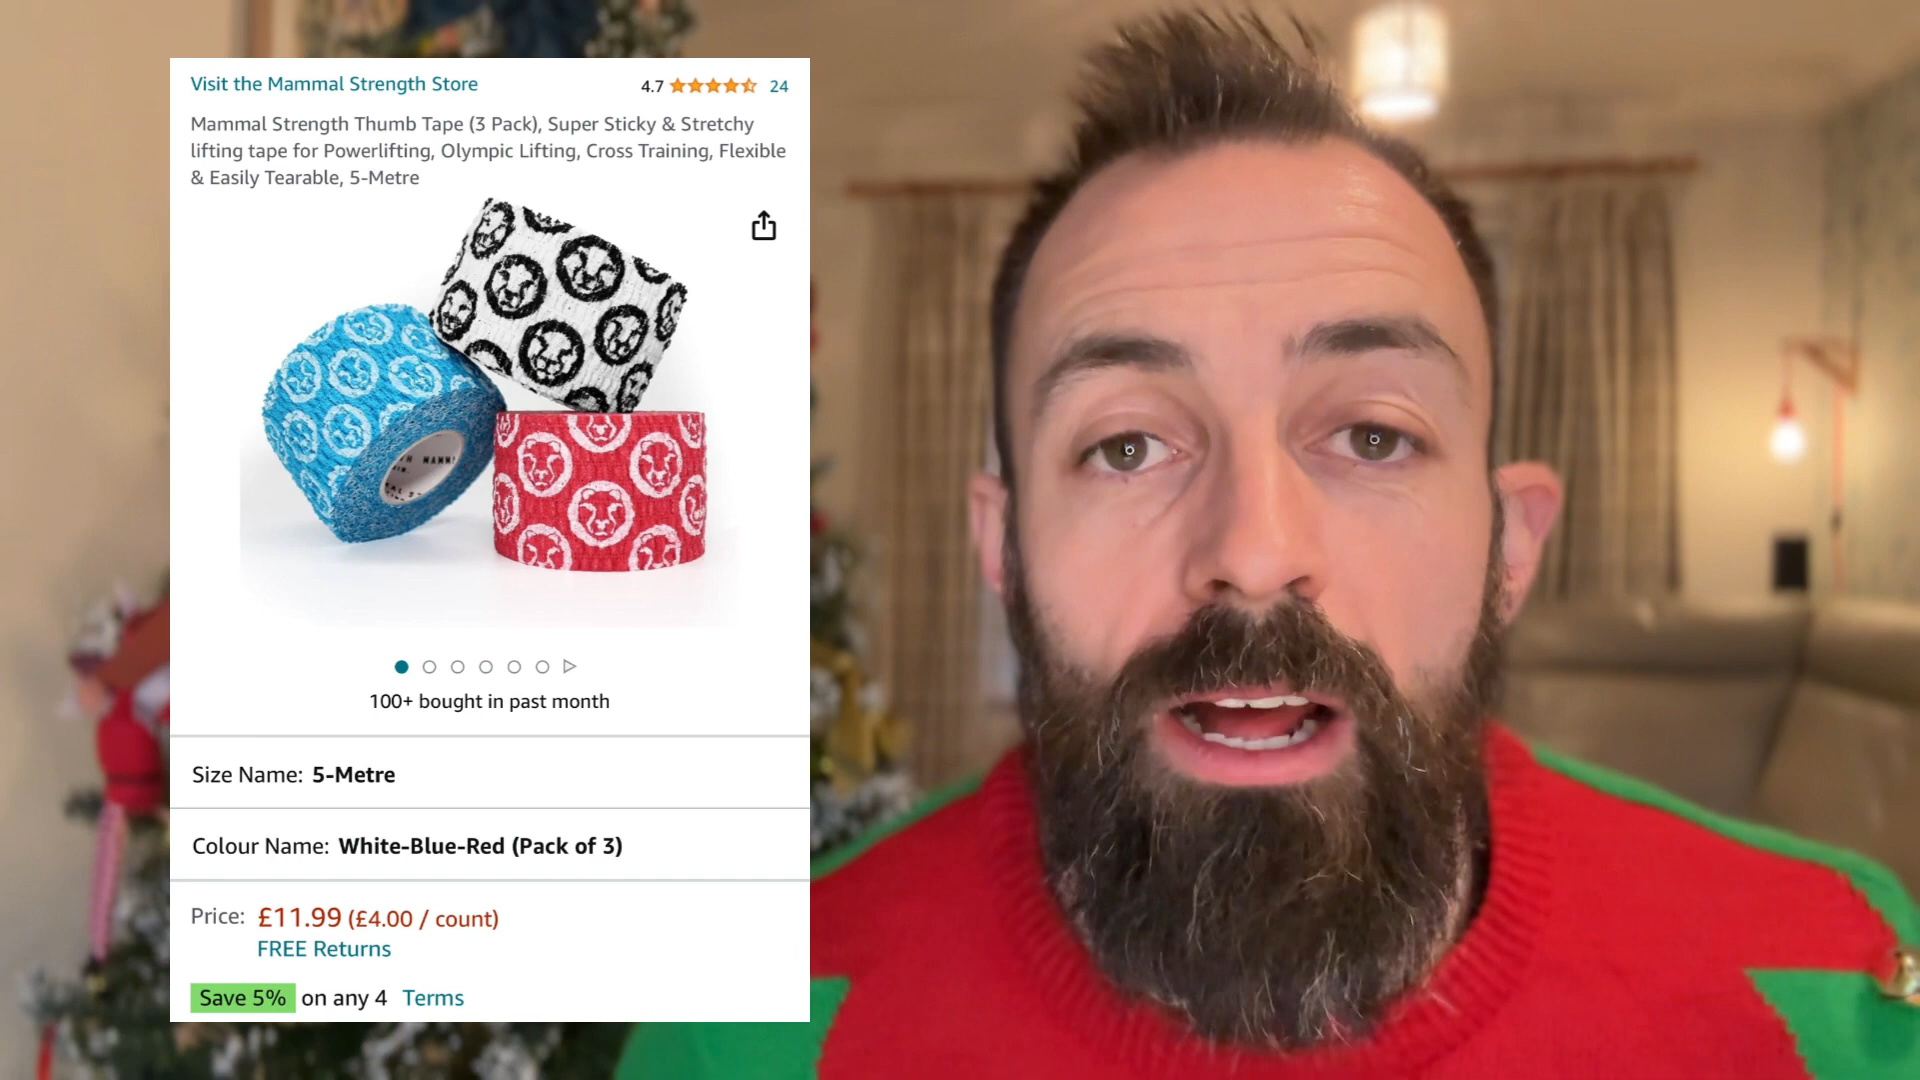 Visit the Mammal Strength Store
4.7 24
Mammal Strength Thumb Tape (3 Pack), Super Sticky & Stretchy
lifting tape for Powerlifting, Olympic Lifting, Cross Training, Flexible
& Easily Tearable, 5-Metre
100+ bought in past month
Size Name: 5-Metre
Colour Name: White-Blue-Red (Pack of 3)
Price: £11.99 (£4.00 / count)
FREE Returns
Save 5% on any 4 Terms